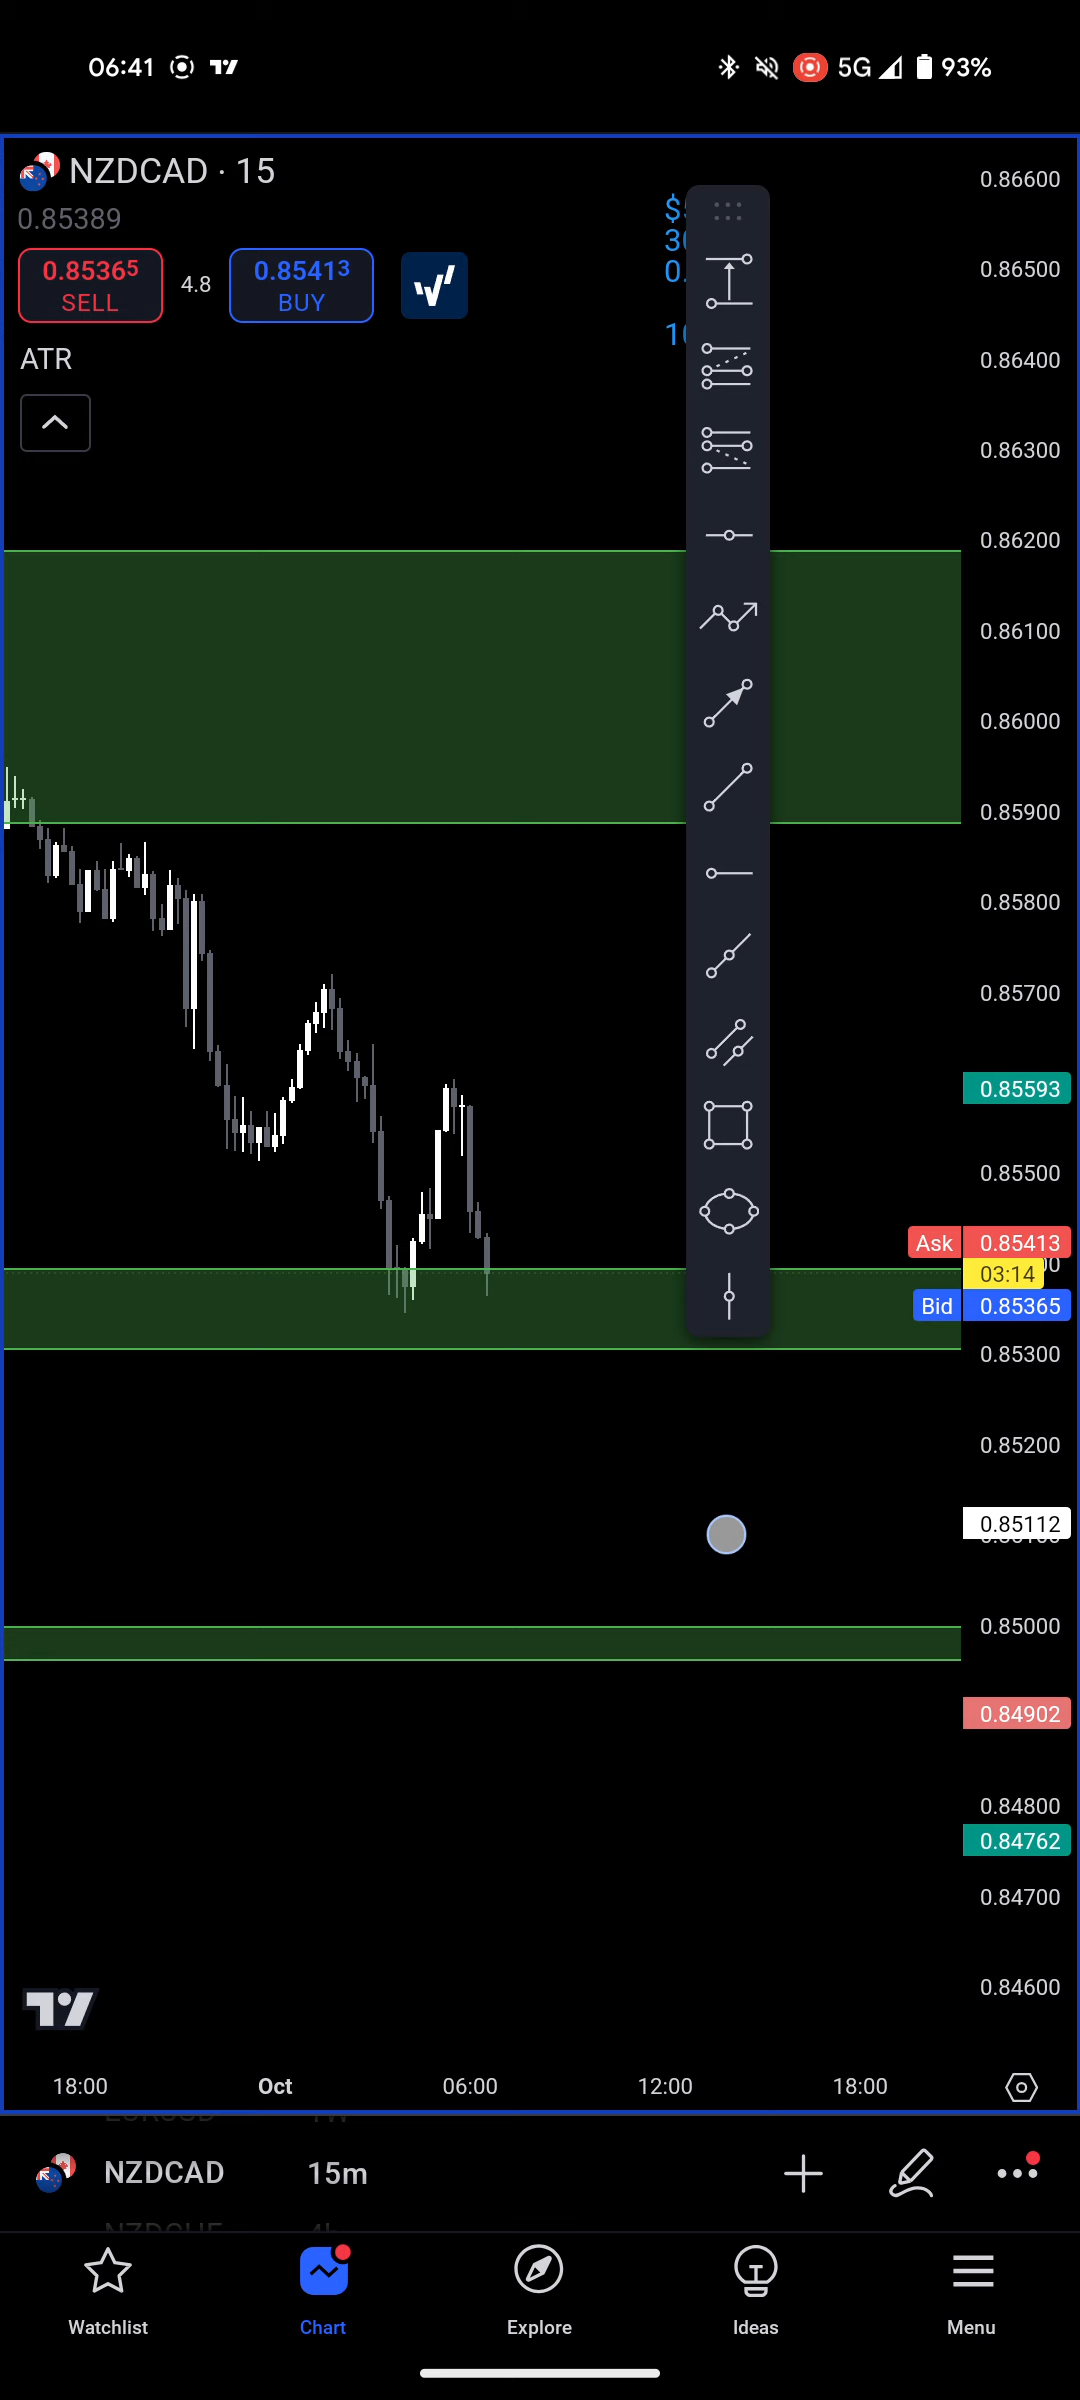 06:41
5G 93%
NZDCAD · 15
0.85389
0.85365 SELL
4.8
0.85413 BUY
ATR
0.86600
0.86500
0.86400
0.86300
0.86200
0.86100
0.86000
0.85900
0.85800
0.85700
0.85593
0.85500
Ask 0.85413
03:14
Bid 0.85365
0.85300
0.85200
0.85112
0.85000
0.84902
0.84800
0.84762
0.84700
0.84600
18:00 Oct 06:00 12:00 18:00
NZDCAD 15m
Watchlist Chart Explore Ideas Menu